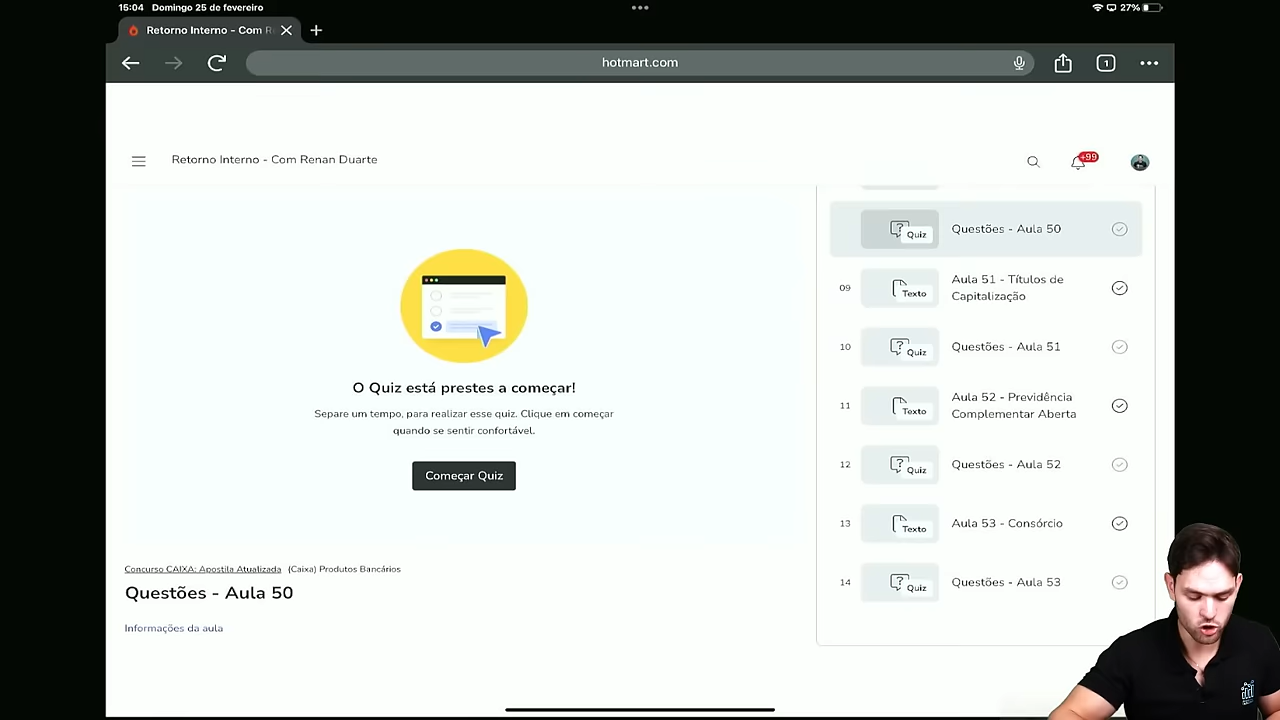 15:04 Domingo 25 de fevereiro
27%
Retorno Interno - Com R
hotmart.com
1
Retorno Interno - Com Renan Duarte
+99
Quiz
Questões - Aula 50
09
Texto
Aula 51 - Títulos de
Capitalização
10
Quiz
Questões - Aula 51
11
Texto
Aula 52 - Previdência
Complementar Aberta
12
Quiz
Questões - Aula 52
13
Texto
Aula 53 - Consórcio
14
Quiz
Questões - Aula 53
O Quiz está prestes a começar!
Separe um tempo, para realizar esse quiz. Clique em começar
quando se sentir confortável.
Começar Quiz
Concurso CAIXA: Apostila Atualizada (Caixa) Produtos Bancários
Questões - Aula 50
Informações da aula